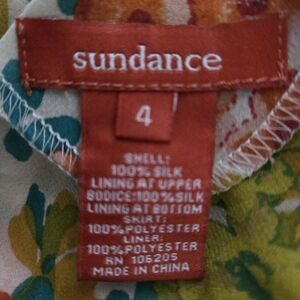 sundance
4
SHELL:
100% SILK
LINING AT UPPER
BODICE:100%SILK
LINING AT BOTTOM
SKIRT:
100%POLYESTER
LINER:
100%POLYESTER
RN 106205
MADE IN CHINA